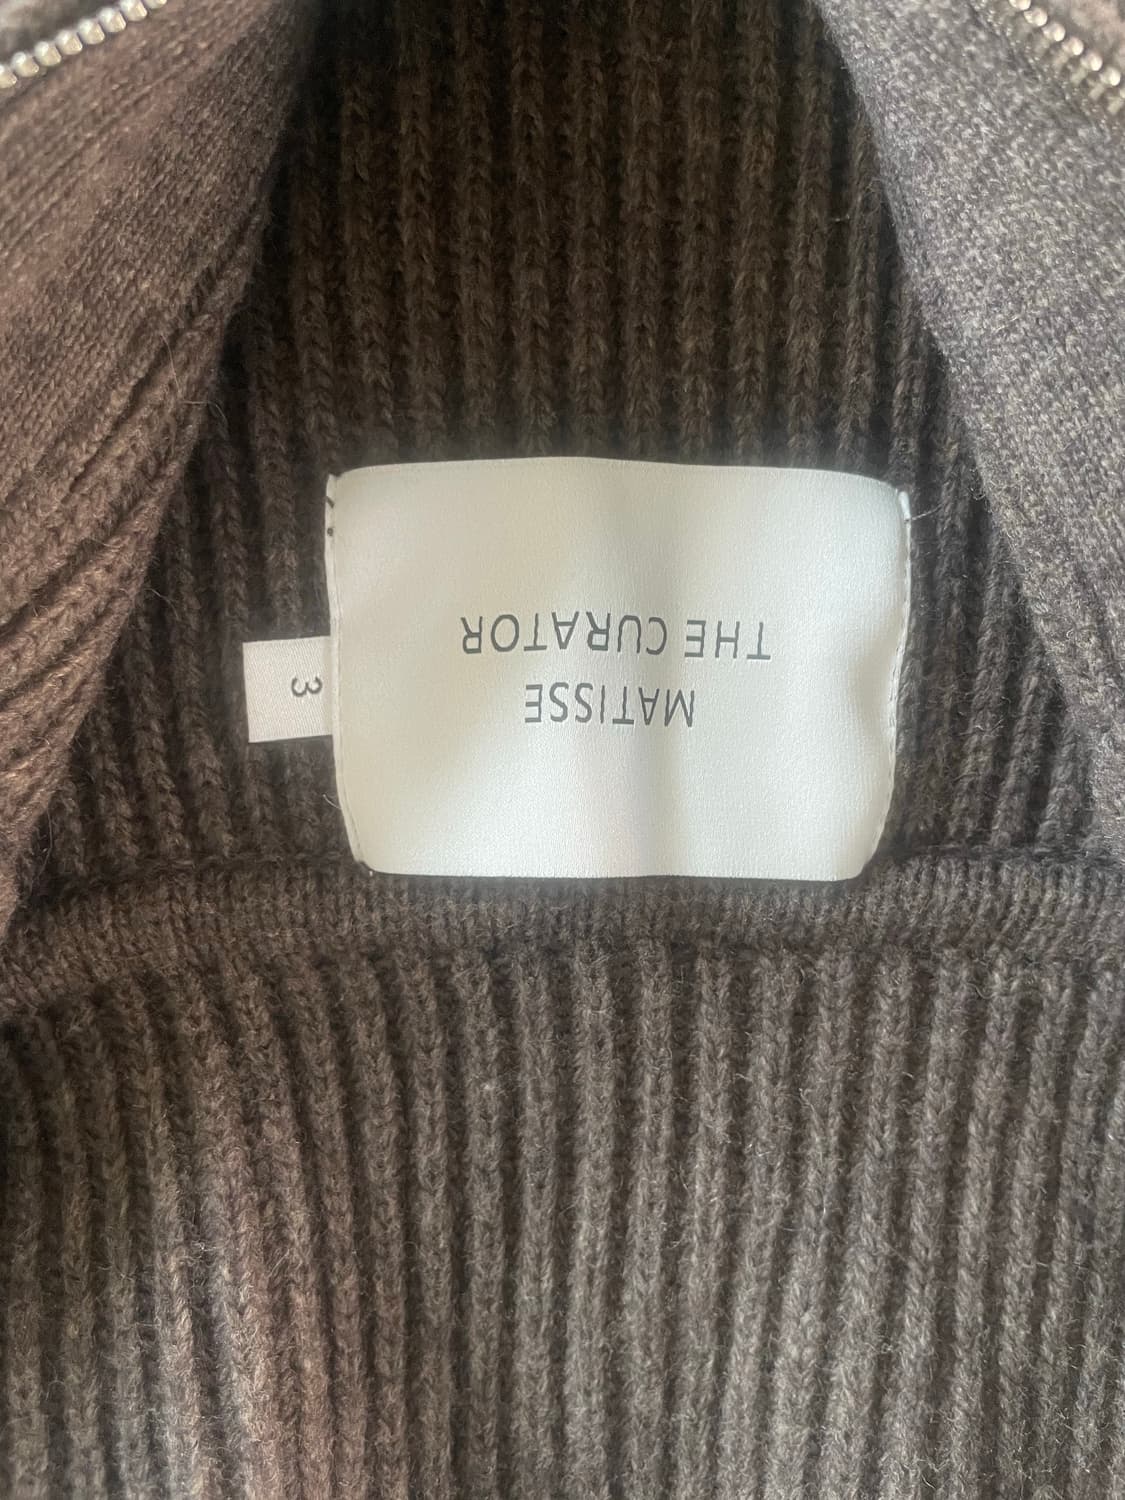 MATISSE
THE CURATOR
3